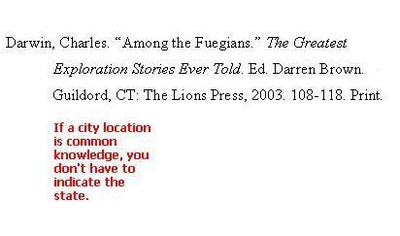 Darwin, Charles. “Among the Fuegians.” The Greatest
Exploration Stories Ever Told. Ed. Darren Brown.
Guildord, CT: The Lions Press, 2003. 108-118. Print.
If a city location
is common
knowledge, you
don't have to
indicate the
state.